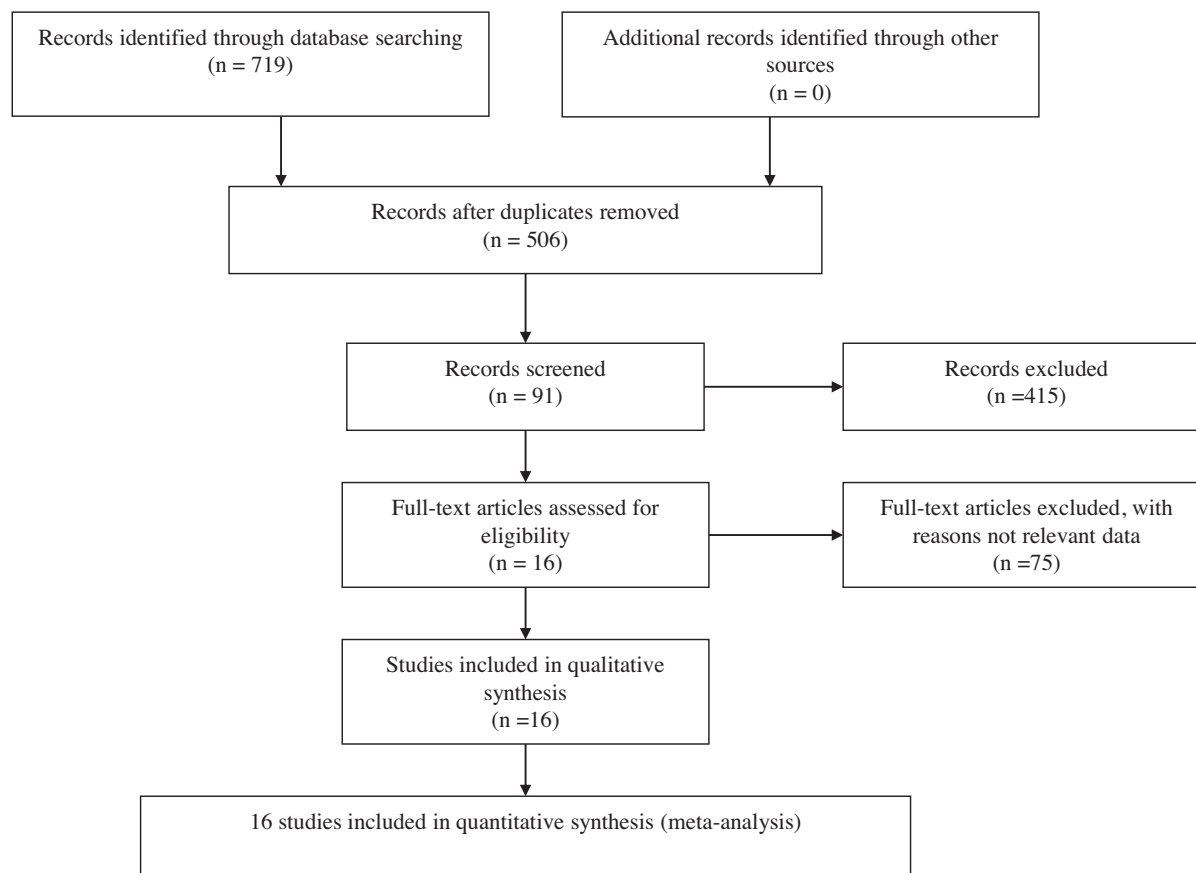 Records identified through database searching
(n = 719)
Additional records identified through other
sources
(n = 0)
Records after duplicates removed
(n = 506)
Records screened
(n = 91)
Records excluded
(n =415)
Full-text articles assessed for
eligibility
(n = 16)
Full-text articles excluded, with
reasons not relevant data
(n =75)
Studies included in qualitative
synthesis
(n =16)
16 studies included in quantitative synthesis (meta-analysis)